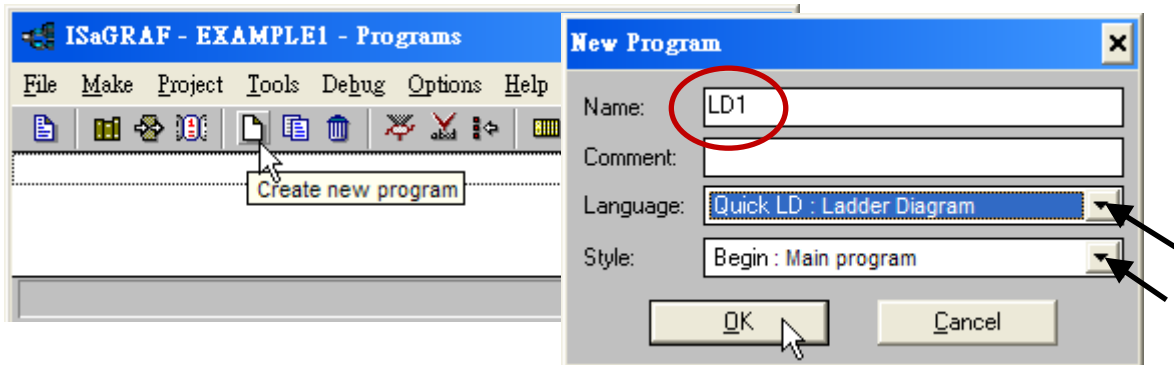 ISaGRAF - EXAMPLE1 - Programs
File Make Project Tools Debug Options Help
Create new program
New Program
Name: LD1
Comment:
Language: Quick LD : Ladder Diagram
Style: Begin : Main program
OK Cancel